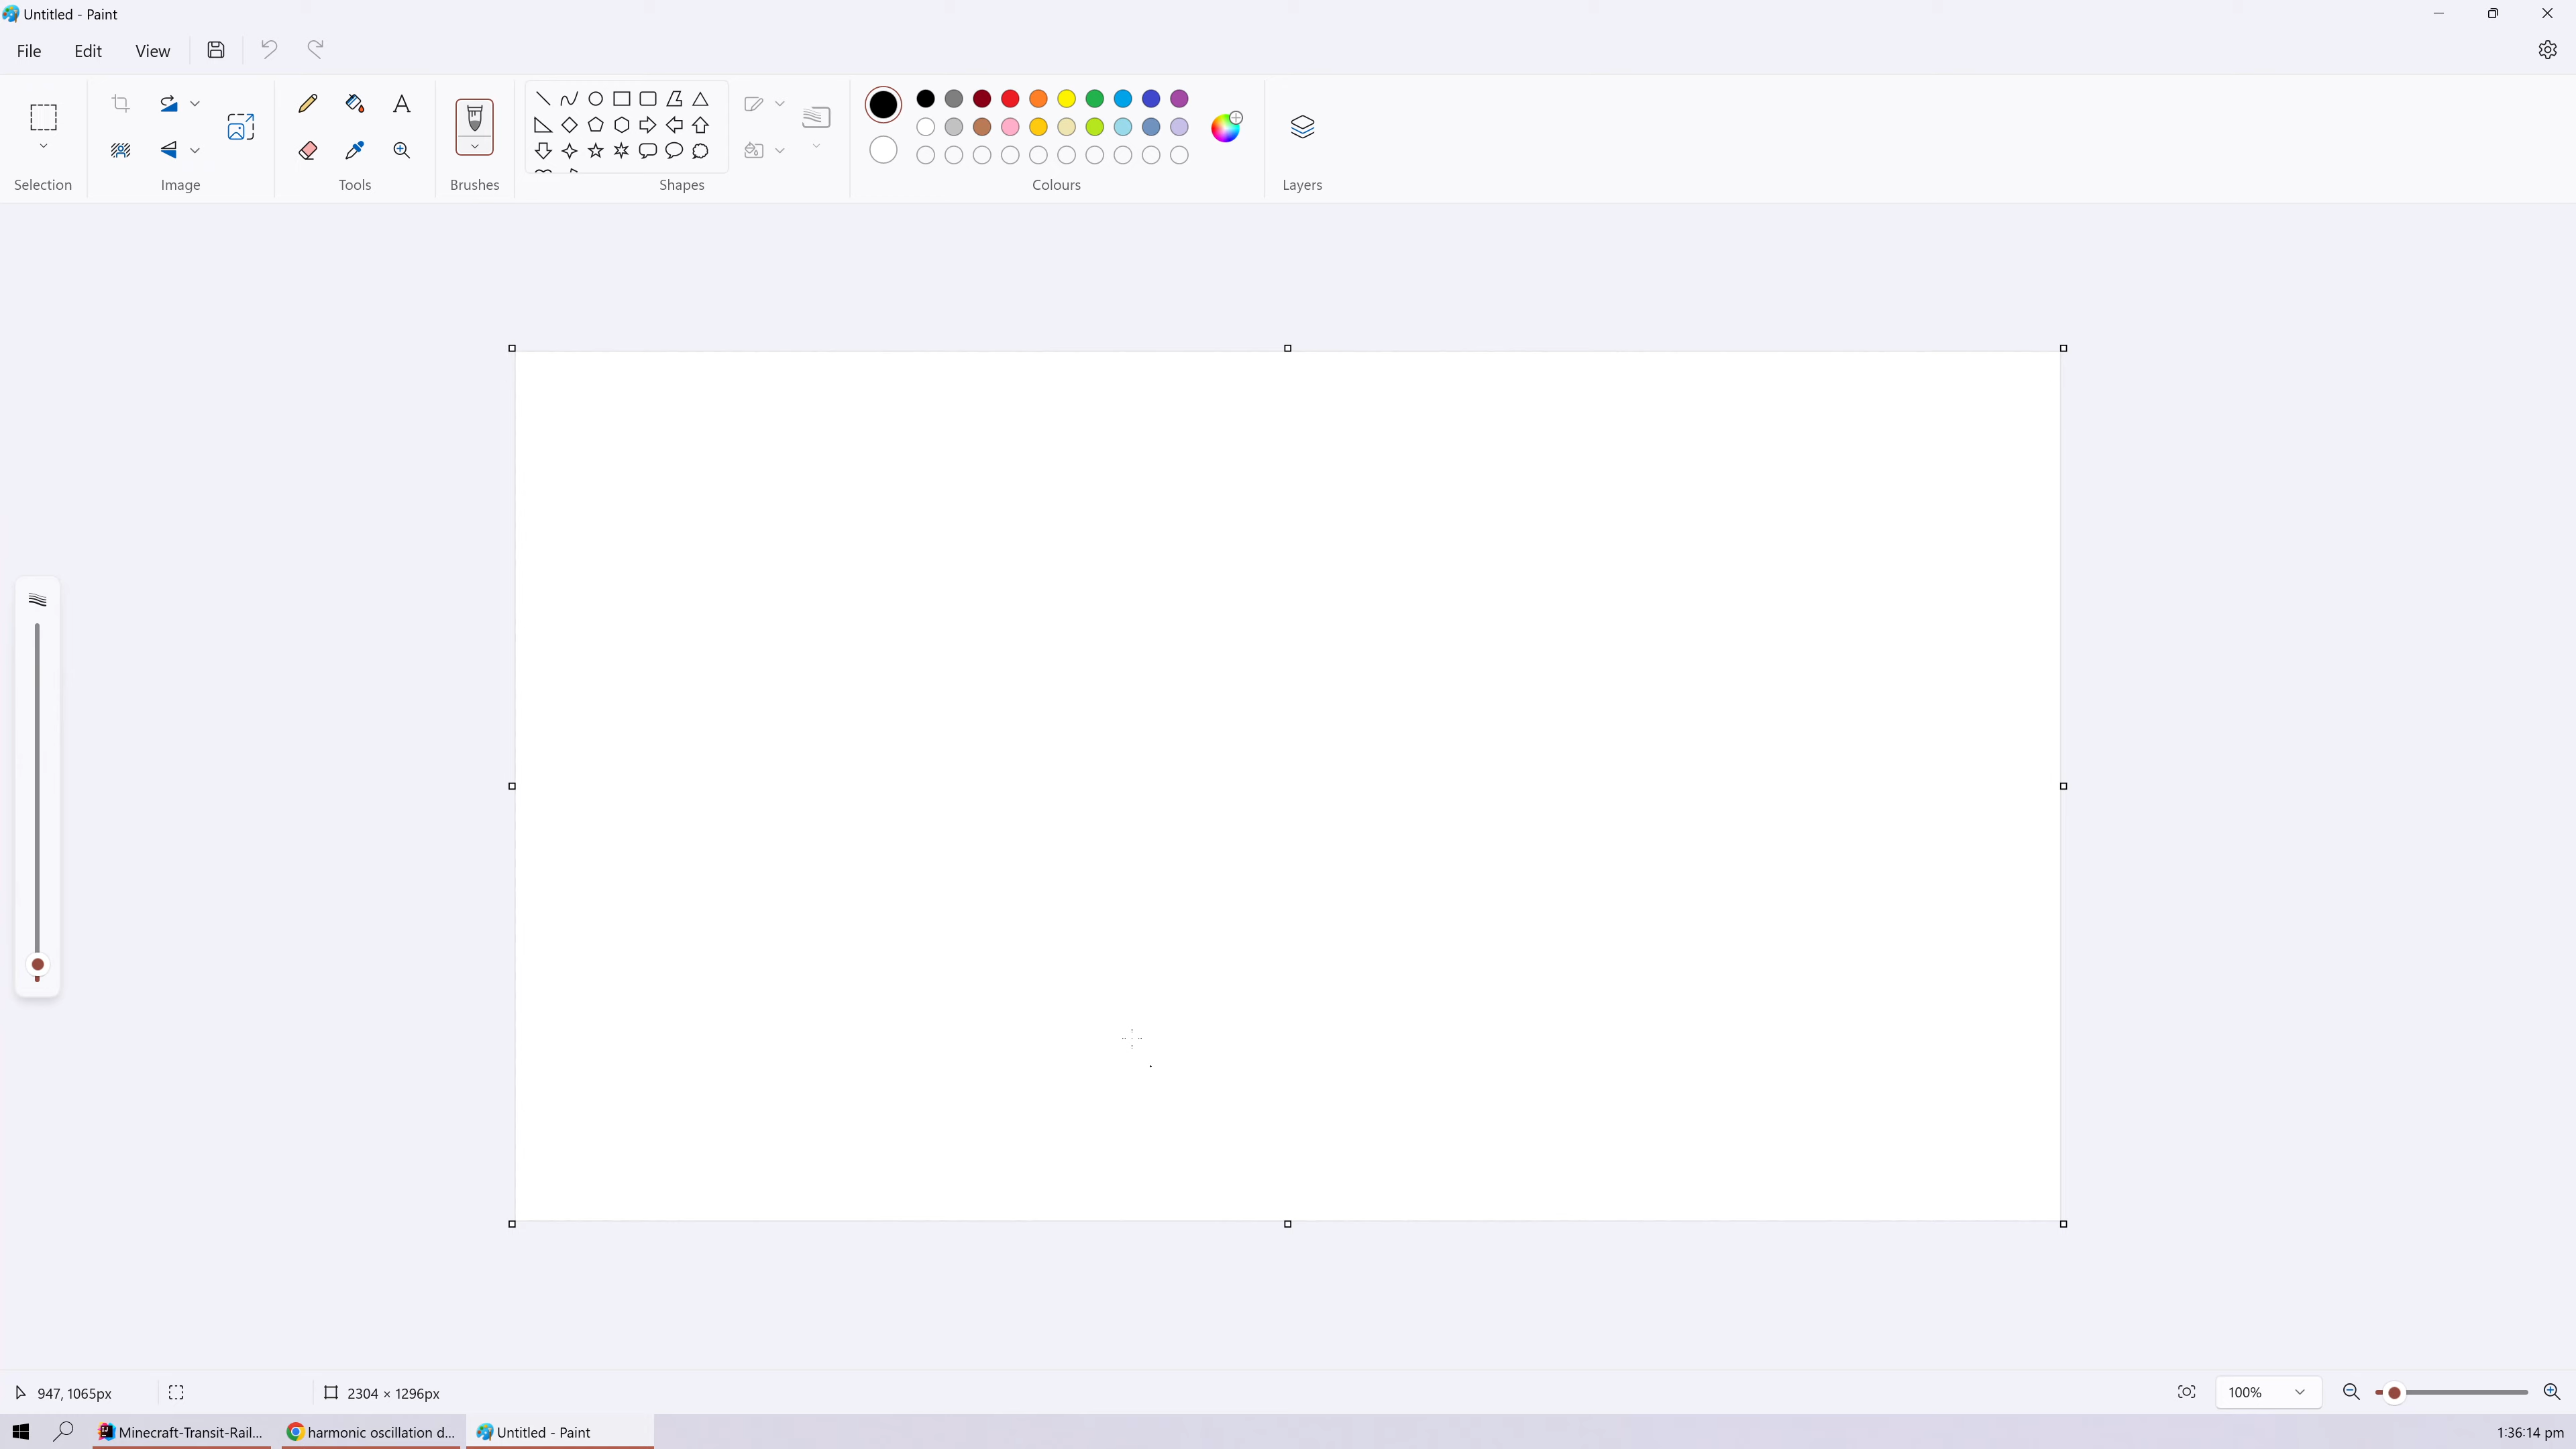 Untitled - Paint
File Edit View
Selection Image Tools Brushes Shapes Colours Layers
947, 1065px 2304 × 1296px 100%
Minecraft-Transit-Rail... harmonic oscillation d... Untitled - Paint 1:36:14 pm